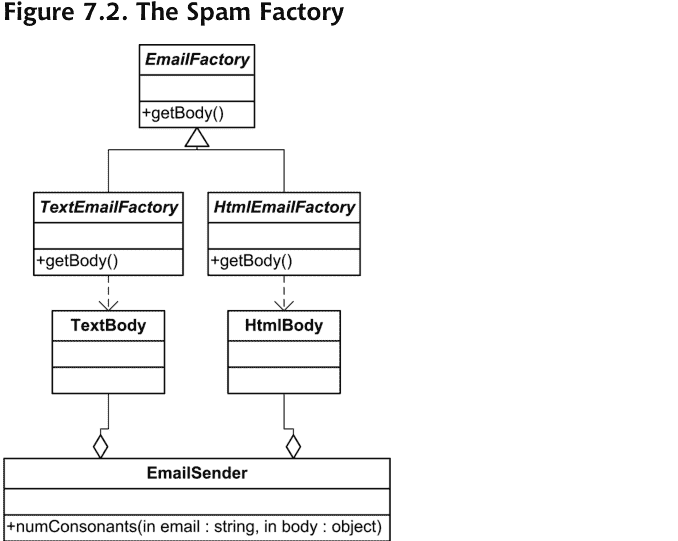 Figure 7.2. The Spam Factory
EmailFactory
+getBody()
TextEmailFactory
HtmlEmailFactory
+getBody()
+getBody()
TextBody
HtmlBody
EmailSender
+numConsonants(in email : string, in body : object)